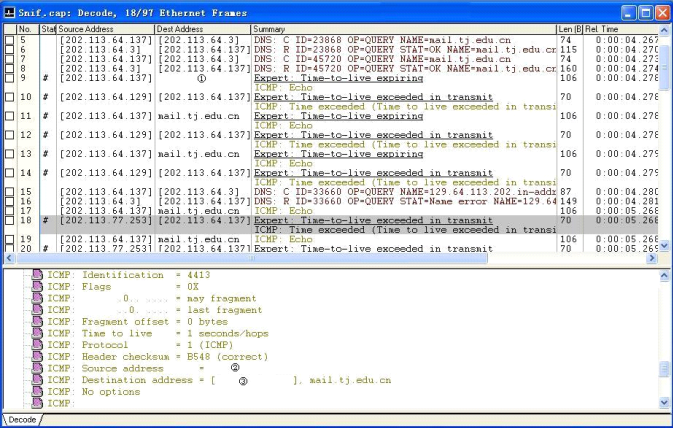 Snif.cap: Decode, 18/97 Ethernet Frames
No. Stat Source Address Dest Address Summary Len (B Rel. Time
5 [202.113.64.137] [202.113.64.3] DNS: C ID=23868 OP=QUERY NAME=mail.tj.edu.cn 74 0:00:04.267
6 [202.113.64.3] [202.113.64.137] DNS: R ID=23868 OP=QUERY STAT=OK NAME=mail.tj.edu.cn 115 0:00:04.270
7 [202.113.64.137] [202.113.64.3] DNS: C ID=45720 OP=QUERY NAME=mail.tj.edu.cn 74 0:00:04.270
8 [202.113.64.3] [202.113.64.137] DNS: R ID=45720 OP=QUERY STAT=OK NAME=mail.tj.edu.cn 160 0:00:04.274
9 # [202.113.64.137] ① Expert: Time-to-live expiring 106 0:00:04.278
ICMP: Echo
10 # [202.113.64.129] [202.113.64.137] Expert: Time-to-live exceeded in transmit 70 0:00:04.278
ICMP: Time exceeded (Time to live exceeded in transi
11 # [202.113.64.137] mail.tj.edu.cn Expert: Time-to-live expiring 106 0:00:04.278
ICMP: Echo
12 # [202.113.64.129] [202.113.64.137] Expert: Time-to-live exceeded in transmit 70 0:00:04.279
ICMP: Time exceeded (Time to live exceeded in transi
13 # [202.113.64.137] mail.tj.edu.cn Expert: Time-to-live expiring 106 0:00:04.279
ICMP: Echo
14 # [202.113.64.129] [202.113.64.137] Expert: Time-to-live exceeded in transmit 70 0:00:04.279
ICMP: Time exceeded (Time to live exceeded in transi
15 [202.113.64.137] [202.113.64.3] DNS: C ID=33660 OP=QUERY NAME=129.64.113.202.in-addr 87 0:00:04.280
16 [202.113.64.3] [202.113.64.137] DNS: R ID=33660 OP=QUERY STAT=Name error NAME=129.64 149 0:00:04.281
17 [202.113.64.137] mail.tj.edu.cn ICMP: Echo 106 0:00:05.268
18 # [202.113.77.253] [202.113.64.137] Expert: Time-to-live exceeded in transmit 70 0:00:05.268
ICMP: Time exceeded (Time to live exceeded in transi
19 [202.113.64.137] mail.tj.edu.cn ICMP: Echo 106 0:00:05.269
20 # [202.113.77.253] [202.113.64.137] Expert: Time-to-live exceeded in transmit 70 0:00:05.269
ICMP: Identification = 4413
ICMP: Flags = 0X
ICMP: .0.. .... = may fragment
ICMP: ..0. .... = last fragment
ICMP: Fragment offset = 0 bytes
ICMP: Time to live = 1 seconds/hops
ICMP: Protocol = 1 (ICMP)
ICMP: Header checksum = B548 (correct)
ICMP: Source address = ②
ICMP: Destination address = [ ③ ], mail.tj.edu.cn
ICMP: No options
ICMP:
Decode